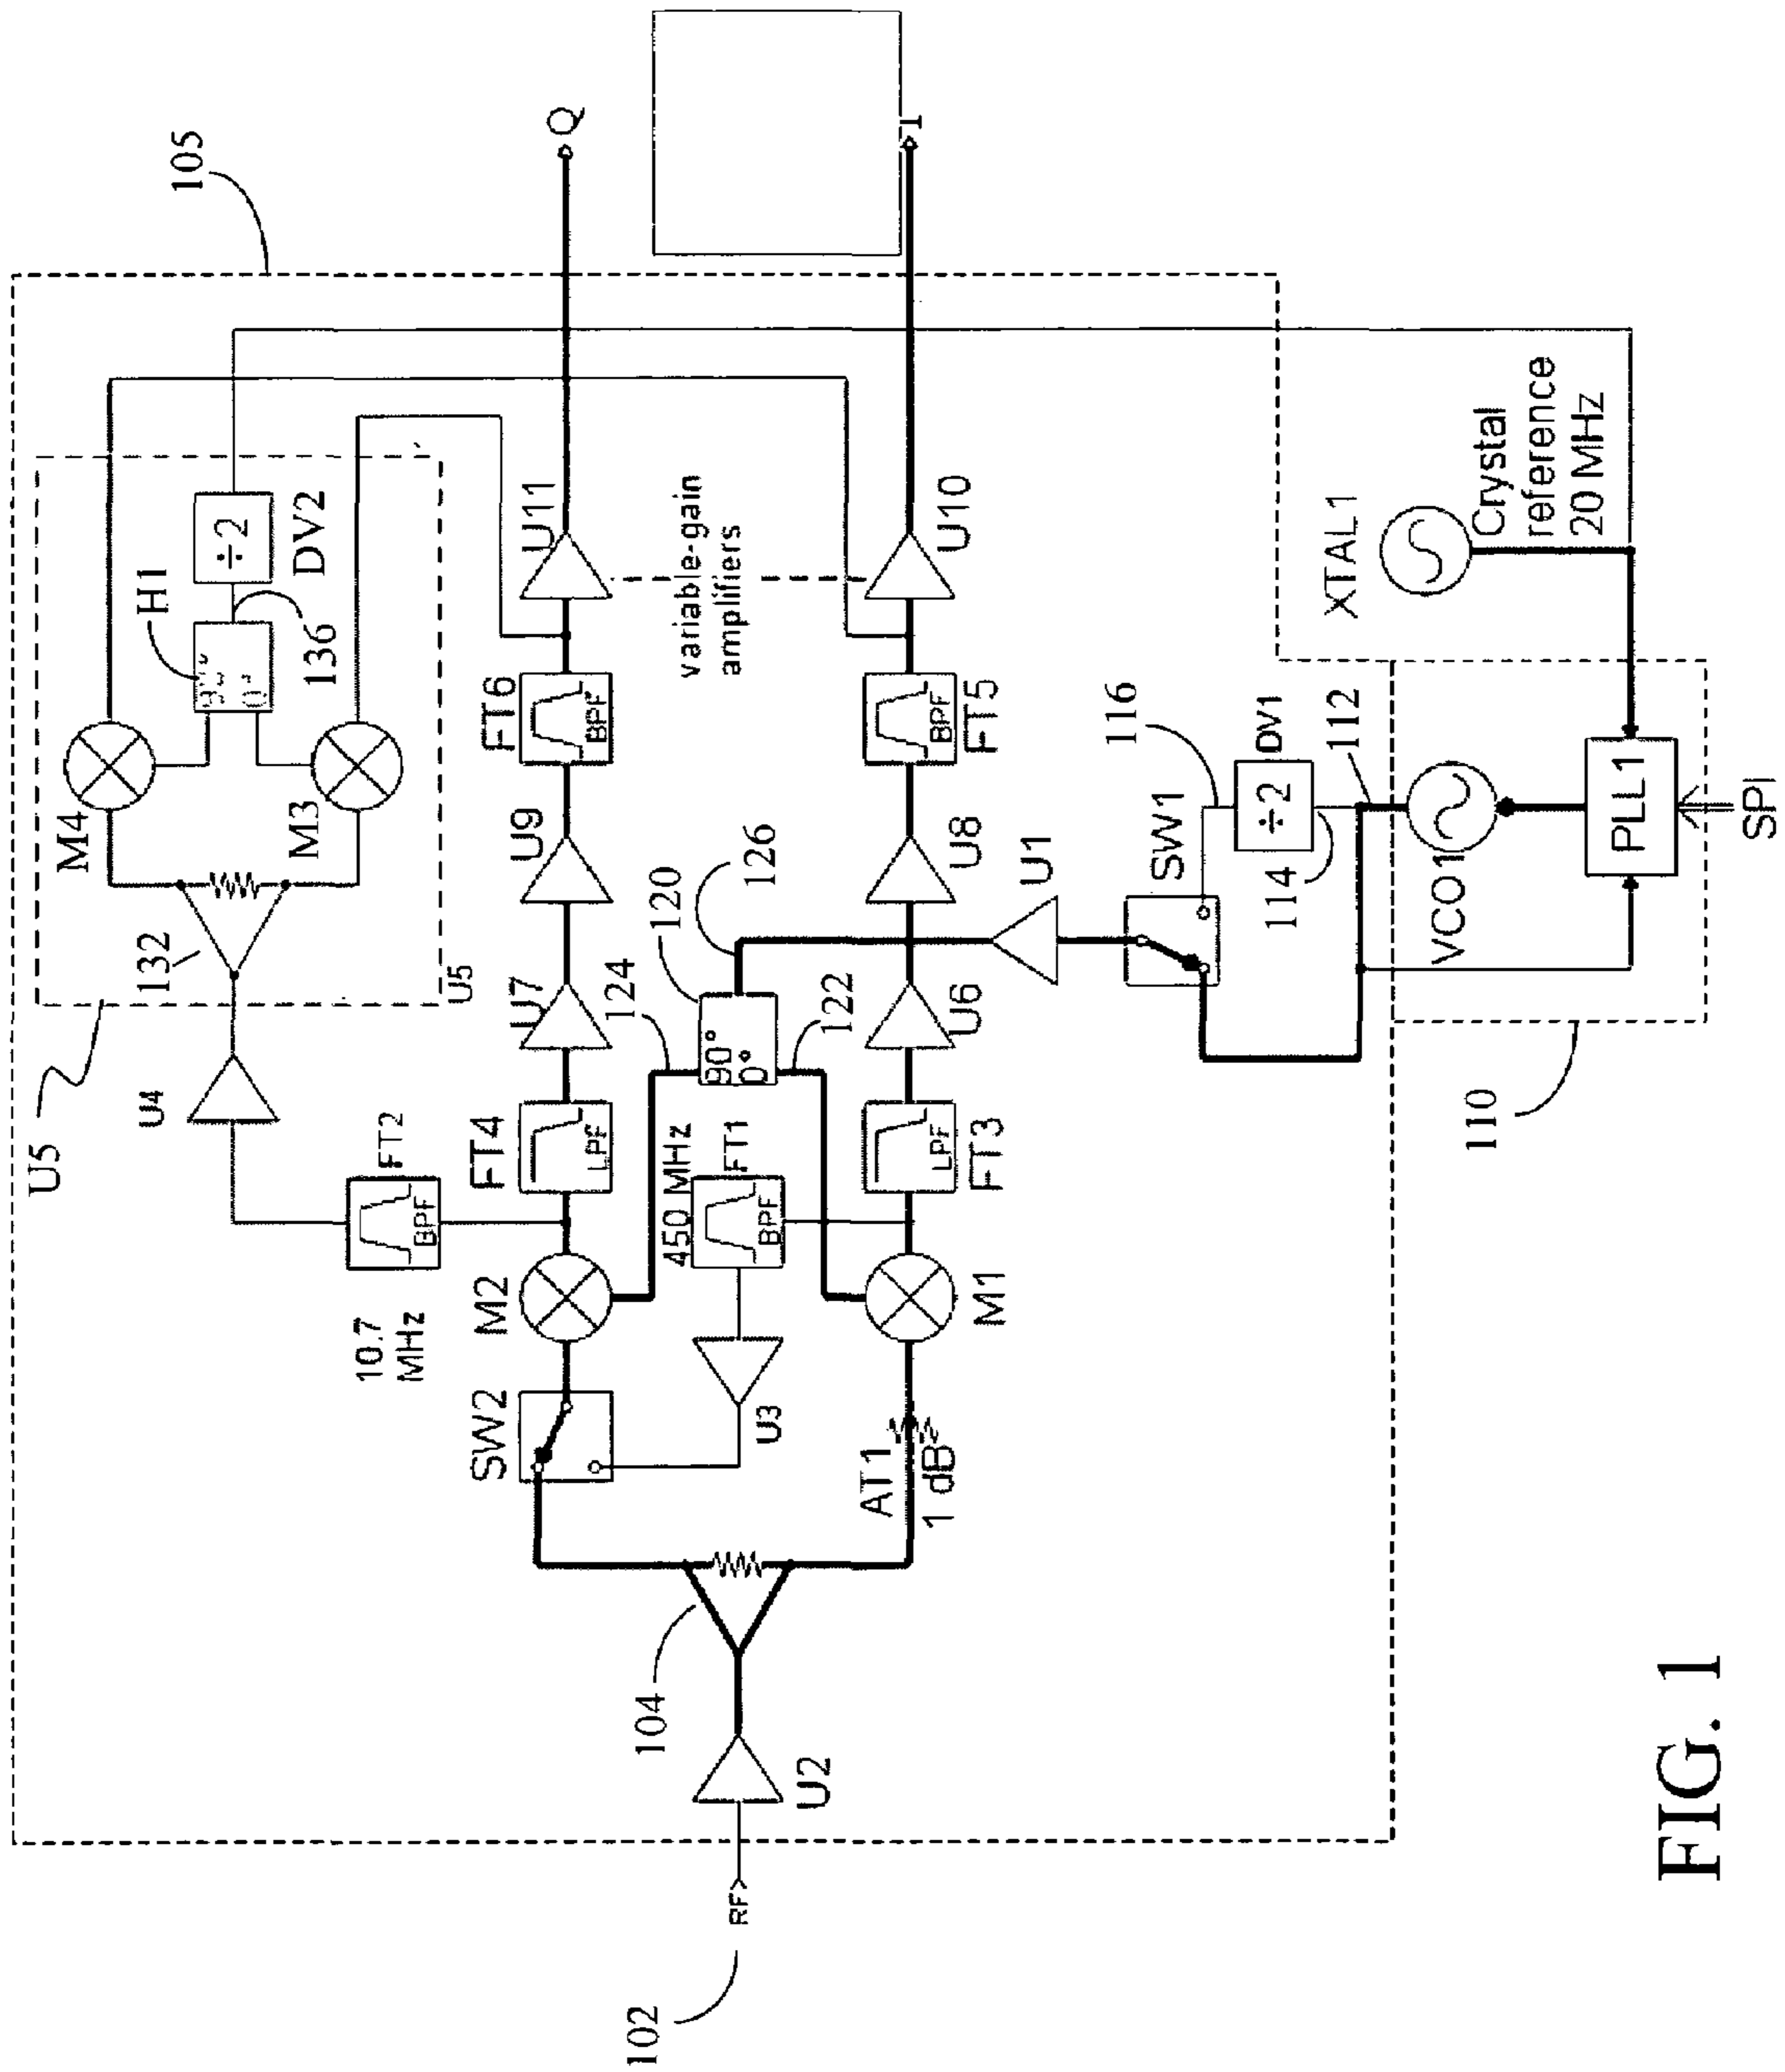 105
Q
I
U5
132
M4
M3
H1
90°
0°
136
÷2
DV2
U5
U4
FT2
BPF
10.7
MHz
SW2
M2
FT4
LPF
U7
U9
FT6
BPF
U11
variable-gain
amplifiers
124
120
126
90°
0°
122
450 MHz
FT1
BPF
U3
102
RF
U2
104
AT1
1 dB
M1
FT3
LPF
U6
U8
FT5
BPF
U10
U1
SW1
116
÷2
DV1
114
112
VCO1
PLL1
SPI
110
XTAL1
Crystal
reference
20 MHz
FIG. 1